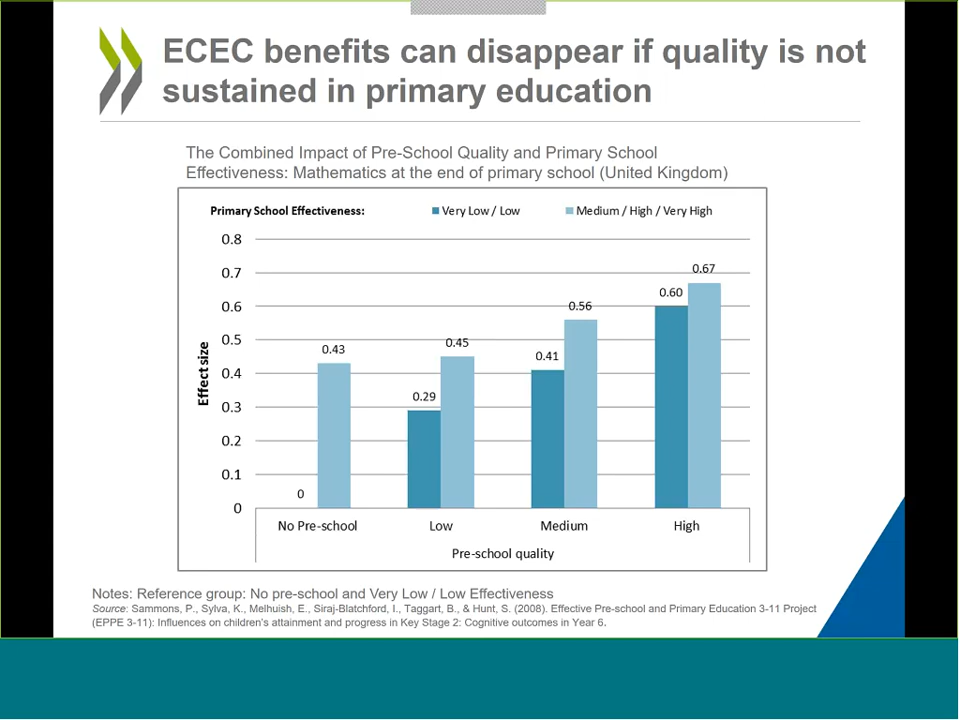 ECEC benefits can disappear if quality is not
sustained in primary education
The Combined Impact of Pre-School Quality and Primary School
Effectiveness: Mathematics at the end of primary school (United Kingdom)
Primary School Effectiveness: Very Low / Low Medium / High / Very High
0.8
0.7
0.6
0.5
0.4
0.3
0.2
0.1
0
Effect size
0 0.43 0.29 0.45 0.41 0.56 0.60 0.67
No Pre-school Low Medium High
Pre-school quality
Notes: Reference group: No pre-school and Very Low / Low Effectiveness
Source: Sammons, P., Sylva, K., Melhuish, E., Siraj-Blatchford, I., Taggart, B., & Hunt, S. (2008). Effective Pre-school and Primary Education 3-11 Project
(EPPE 3-11): Influences on children's attainment and progress in Key Stage 2: Cognitive outcomes in Year 6.